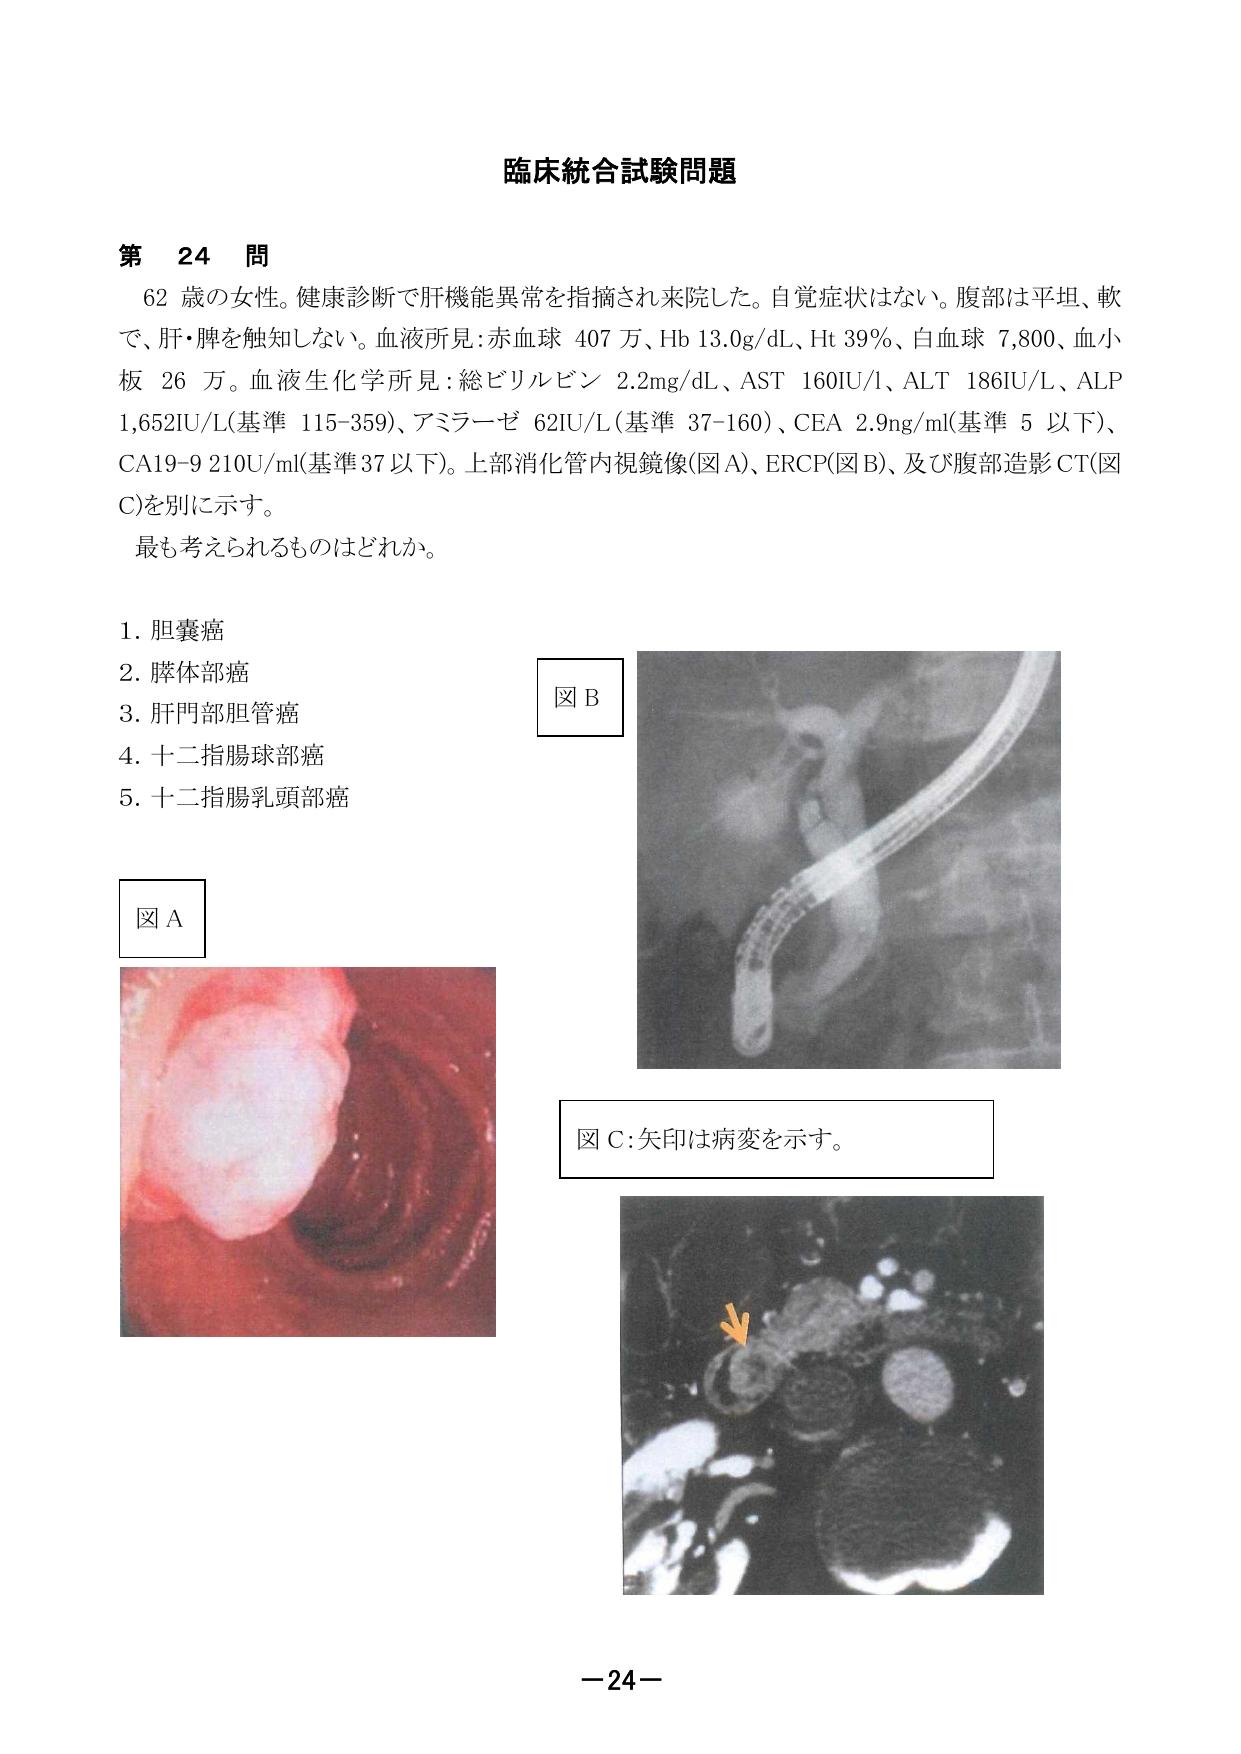 臨床統合試験問題
第 24 問
62 歳の女性。健康診断で肝機能異常を指摘され来院した。自覚症状はない。腹部は平坦、軟
で、肝・脾を触知しない。血液所見:赤血球 407 万、Hb 13.0g/dL、Ht 39%、白血球 7,800、血小
板 26 万。血液生化学所見:総ビリルビン 2.2mg/dL、AST 160IU/l、ALT 186IU/L、ALP
1,652IU/L(基準 115-359)、アミラーゼ 62IU/L(基準 37-160)、CEA 2.9ng/ml(基準 5 以下)、
CA19-9 210U/ml(基準37以下)。上部消化管内視鏡像(図A)、ERCP(図B)、及び腹部造影CT(図
C)を別に示す。
最も考えられるものはどれか。
1. 胆嚢癌
2. 膵体部癌
3. 肝門部胆管癌
4. 十二指腸球部癌
5. 十二指腸乳頭部癌
図 B
図 A
図 C:矢印は病変を示す。
－24－